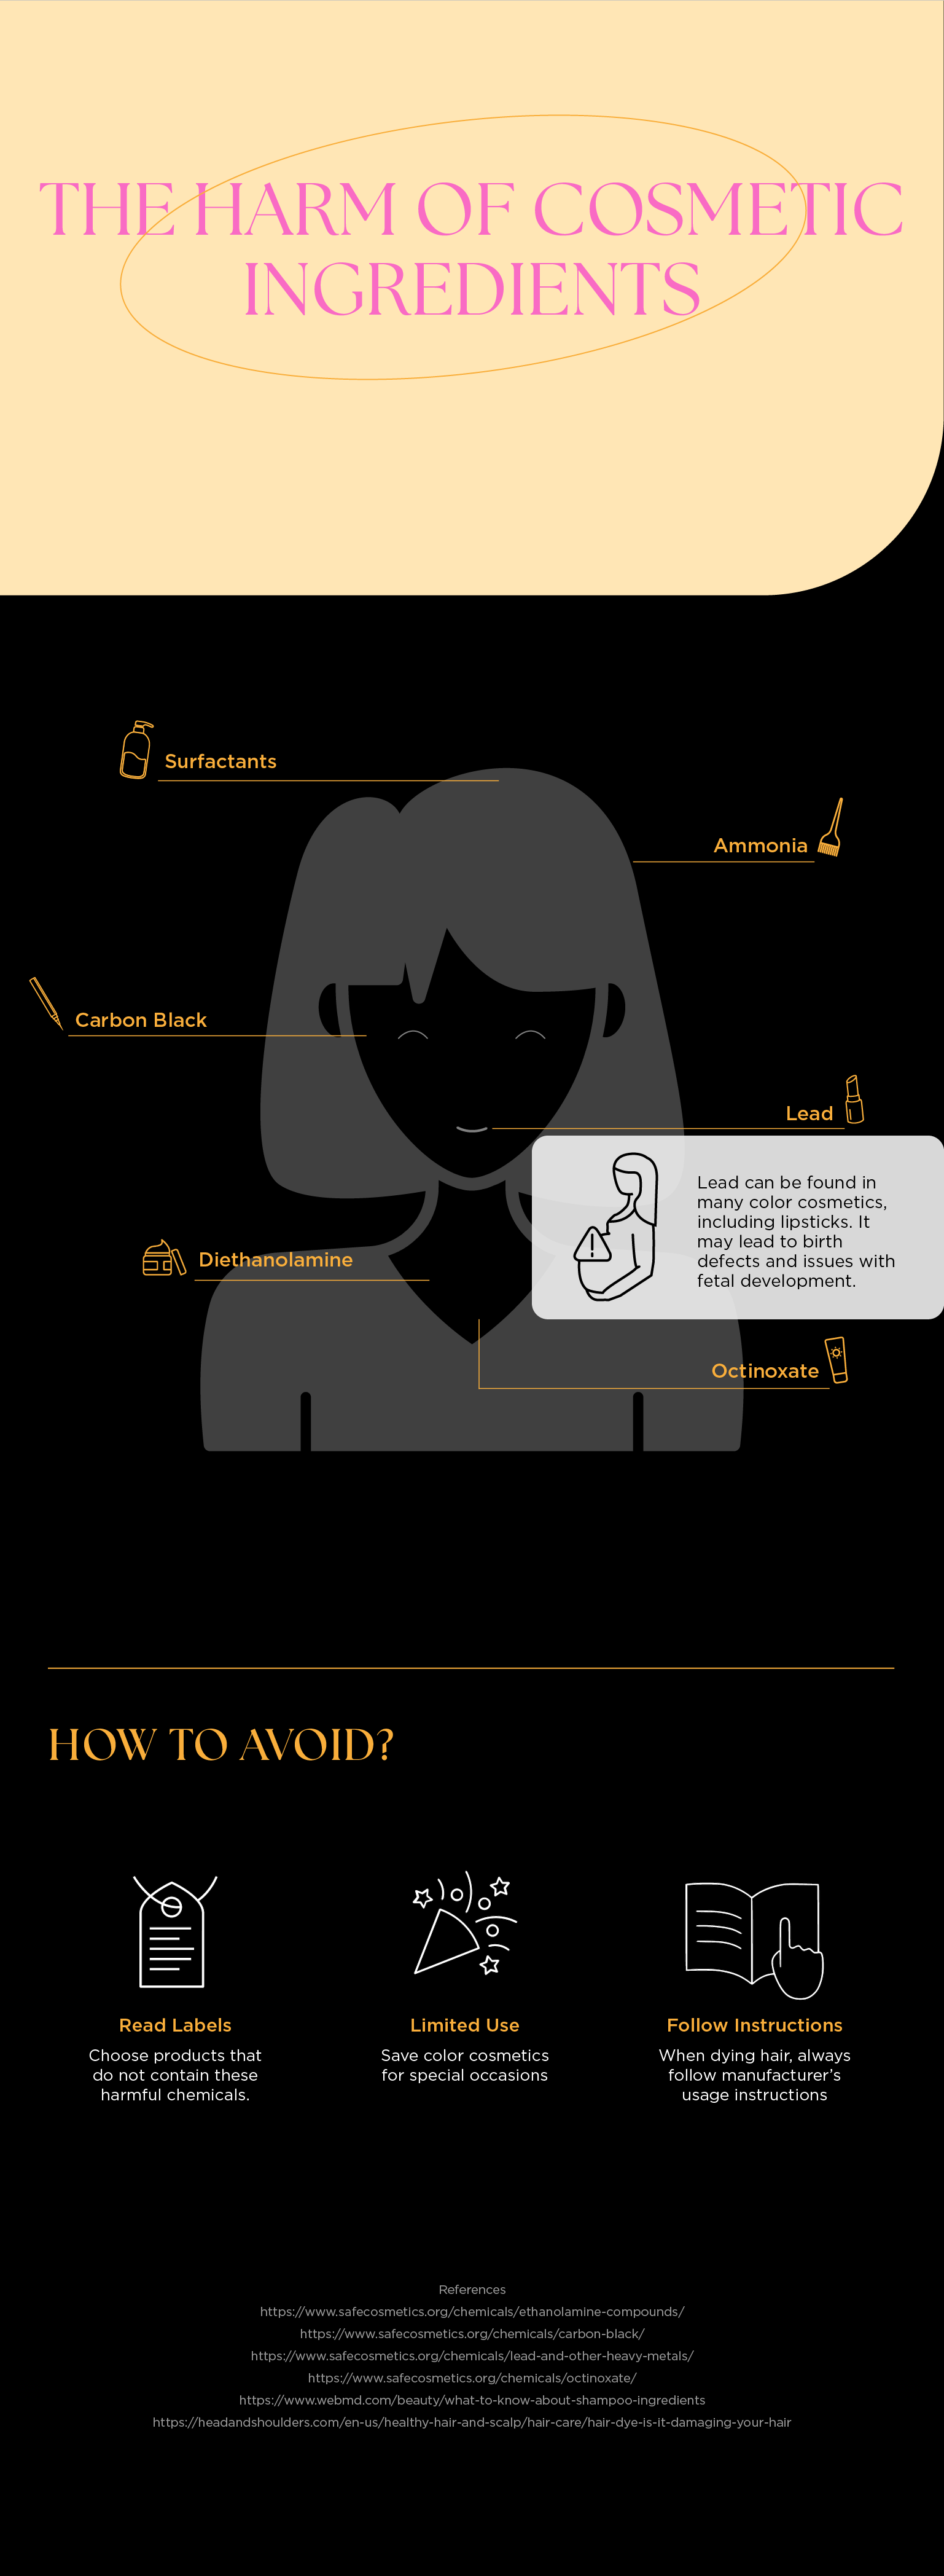 THE HARM OF COSMETIC
INGREDIENTS
Surfactants
Ammonia
Carbon Black
Lead
Lead can be found in
many color cosmetics,
including lipsticks. It
may lead to birth
defects and issues with
fetal development.
Diethanolamine
Octinoxate
HOW TO AVOID?
Read Labels
Choose products that
do not contain these
harmful chemicals.
Limited Use
Save color cosmetics
for special occasions
Follow Instructions
When dying hair, always
follow manufacturer’s
usage instructions
References
https://www.safecosmetics.org/chemicals/ethanolamine-compounds/
https://www.safecosmetics.org/chemicals/carbon-black/
https://www.safecosmetics.org/chemicals/lead-and-other-heavy-metals/
https://www.safecosmetics.org/chemicals/octinoxate/
https://www.webmd.com/beauty/what-to-know-about-shampoo-ingredients
https://headandshoulders.com/en-us/healthy-hair-and-scalp/hair-care/hair-dye-is-it-damaging-your-hair